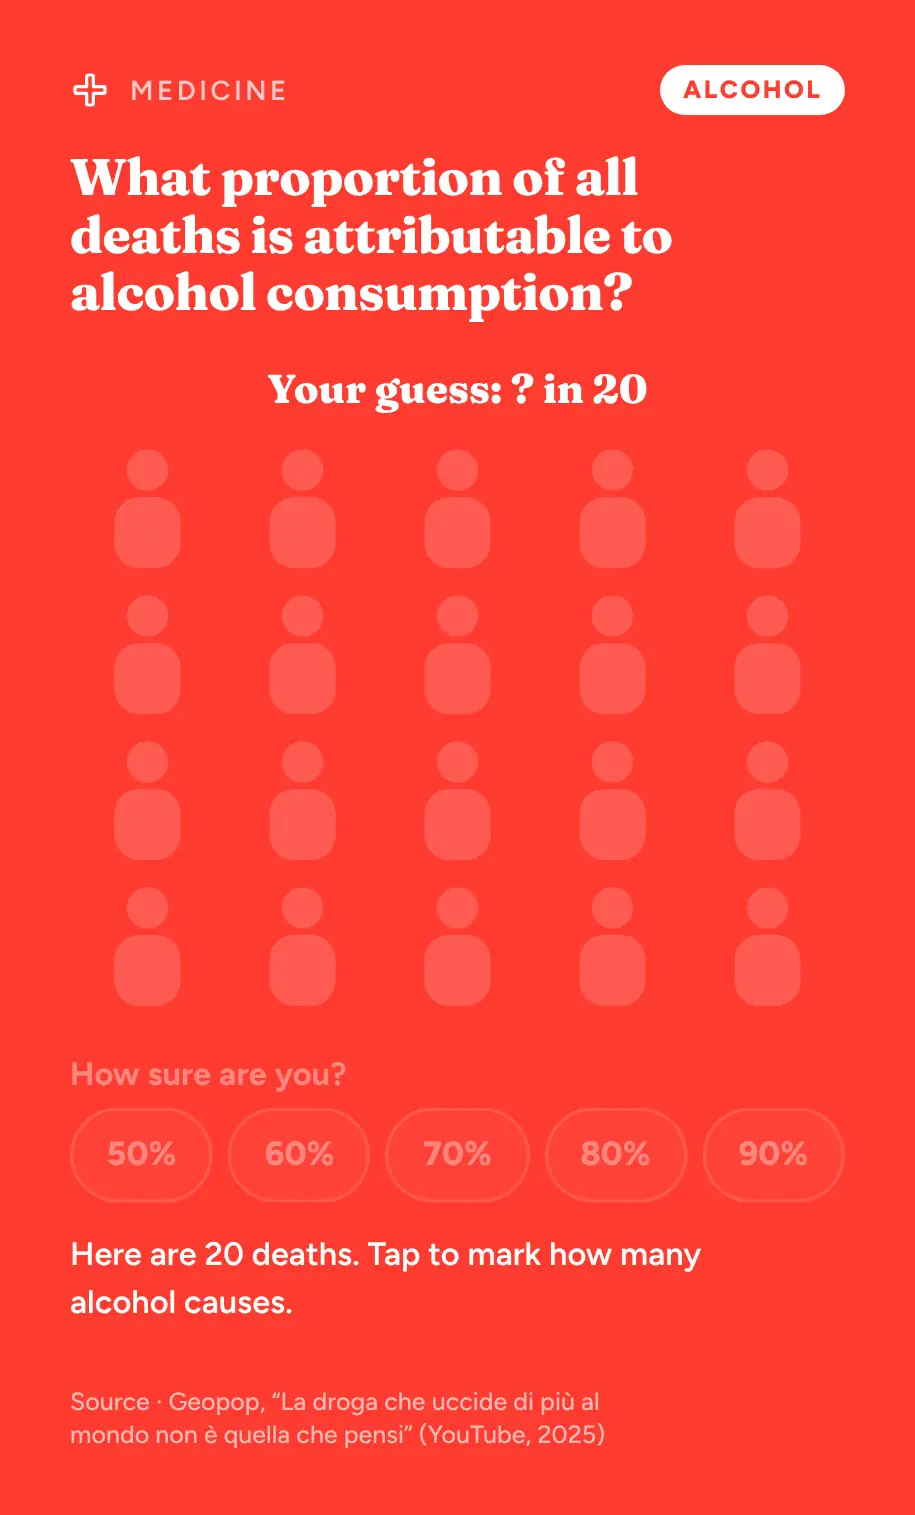 MEDICINE
ALCOHOL
What proportion of all
deaths is attributable to
alcohol consumption?
Your guess: ? in 20
How sure are you?
50%
60%
70%
80%
90%
Here are 20 deaths. Tap to mark how many
alcohol causes.
Source · Geopop, “La droga che uccide di più al
mondo non è quella che pensi” (YouTube, 2025)